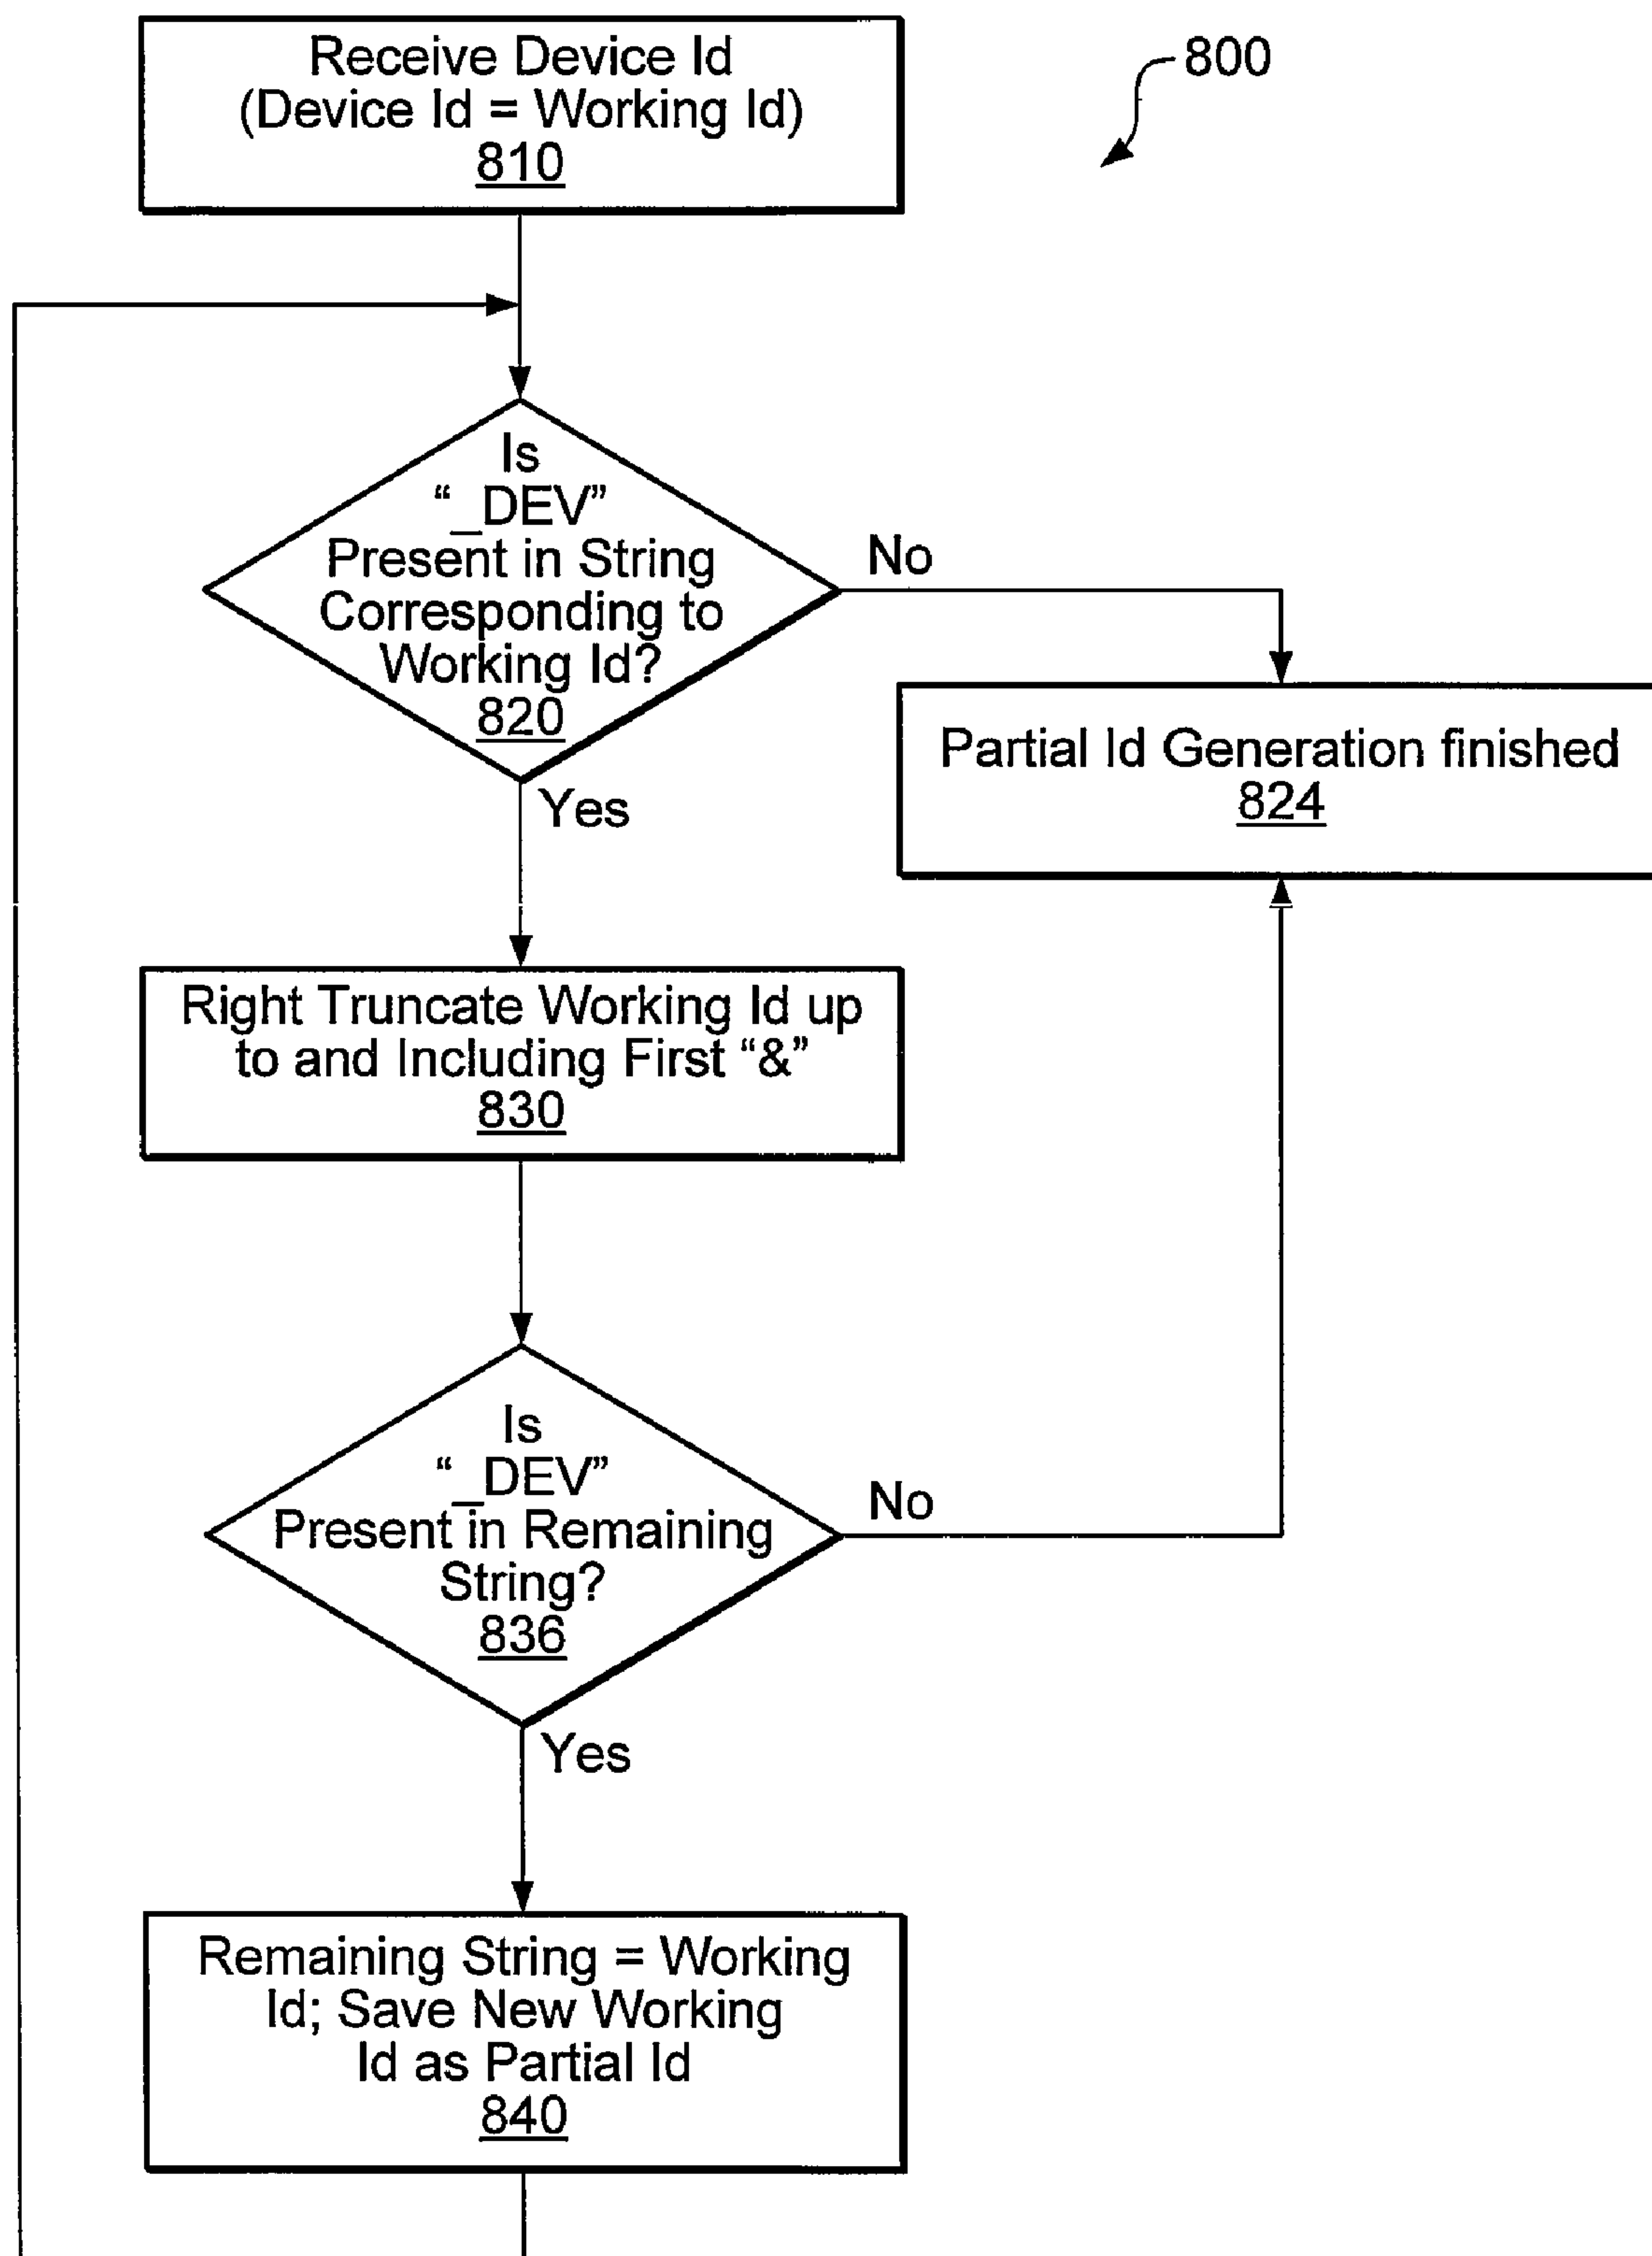 Receive Device Id
(Device Id = Working Id)
810
800
Is
“_DEV”
Present in String
Corresponding to
Working Id?
820
No
Yes
Partial Id Generation finished
824
Right Truncate Working Id up
to and Including First “&”
830
Is
“_DEV”
Present in Remaining
String?
836
No
Yes
Remaining String = Working
Id; Save New Working
Id as Partial Id
840